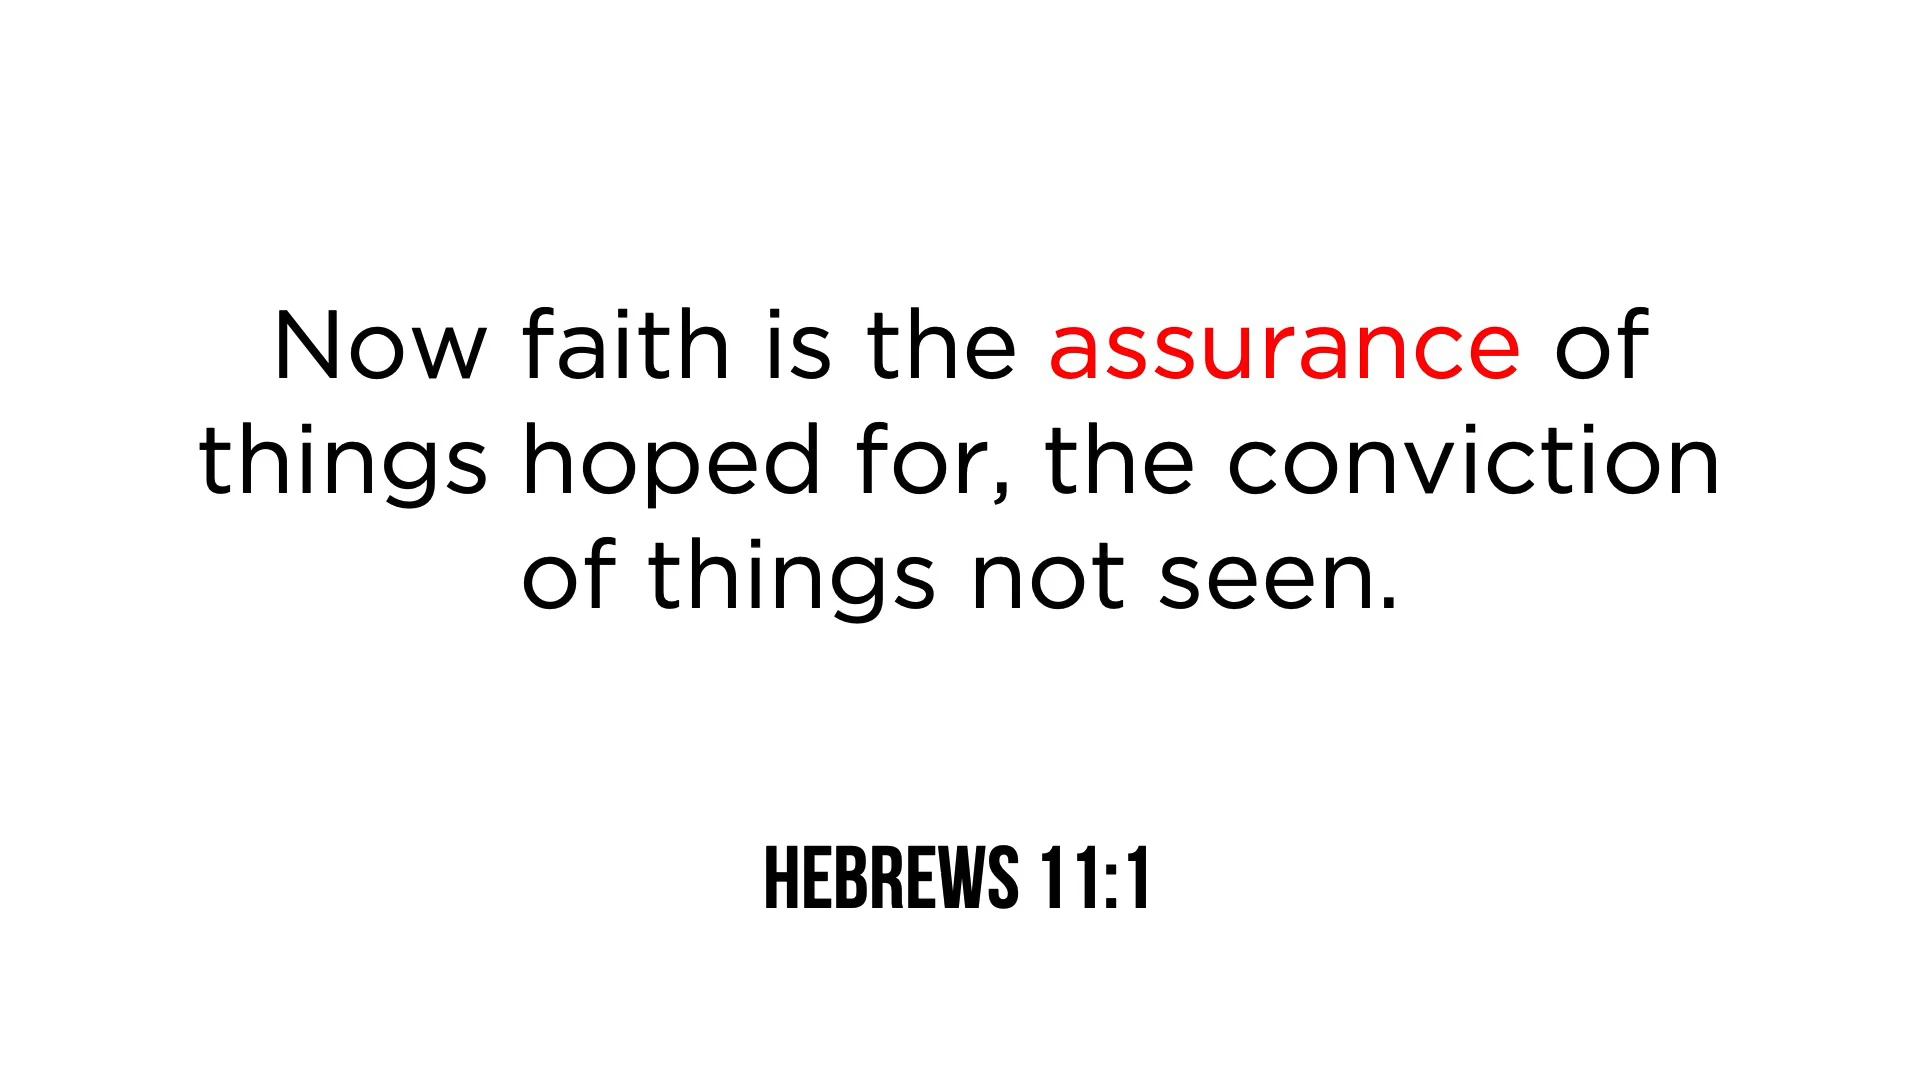 Now faith is the assurance of
things hoped for, the conviction
of things not seen.
HEBREWS 11:1